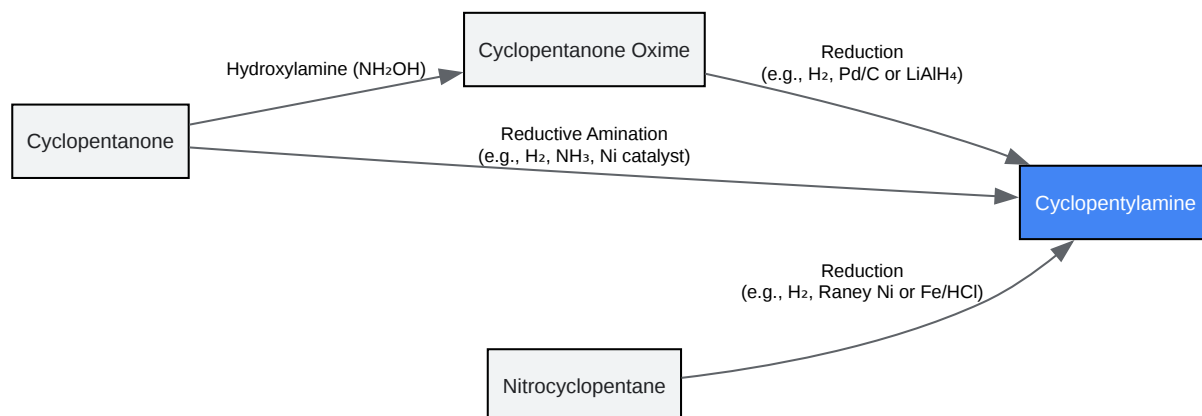 Cyclopentanone Oxime
Reduction
(e.g., H₂, Pd/C or LiAlH₄)
Hydroxylamine (NH₂OH)
Cyclopentanone
Reductive Amination
(e.g., H₂, NH₃, Ni catalyst)
Cyclopentylamine
Reduction
(e.g., H₂, Raney Ni or Fe/HCl)
Nitrocyclopentane